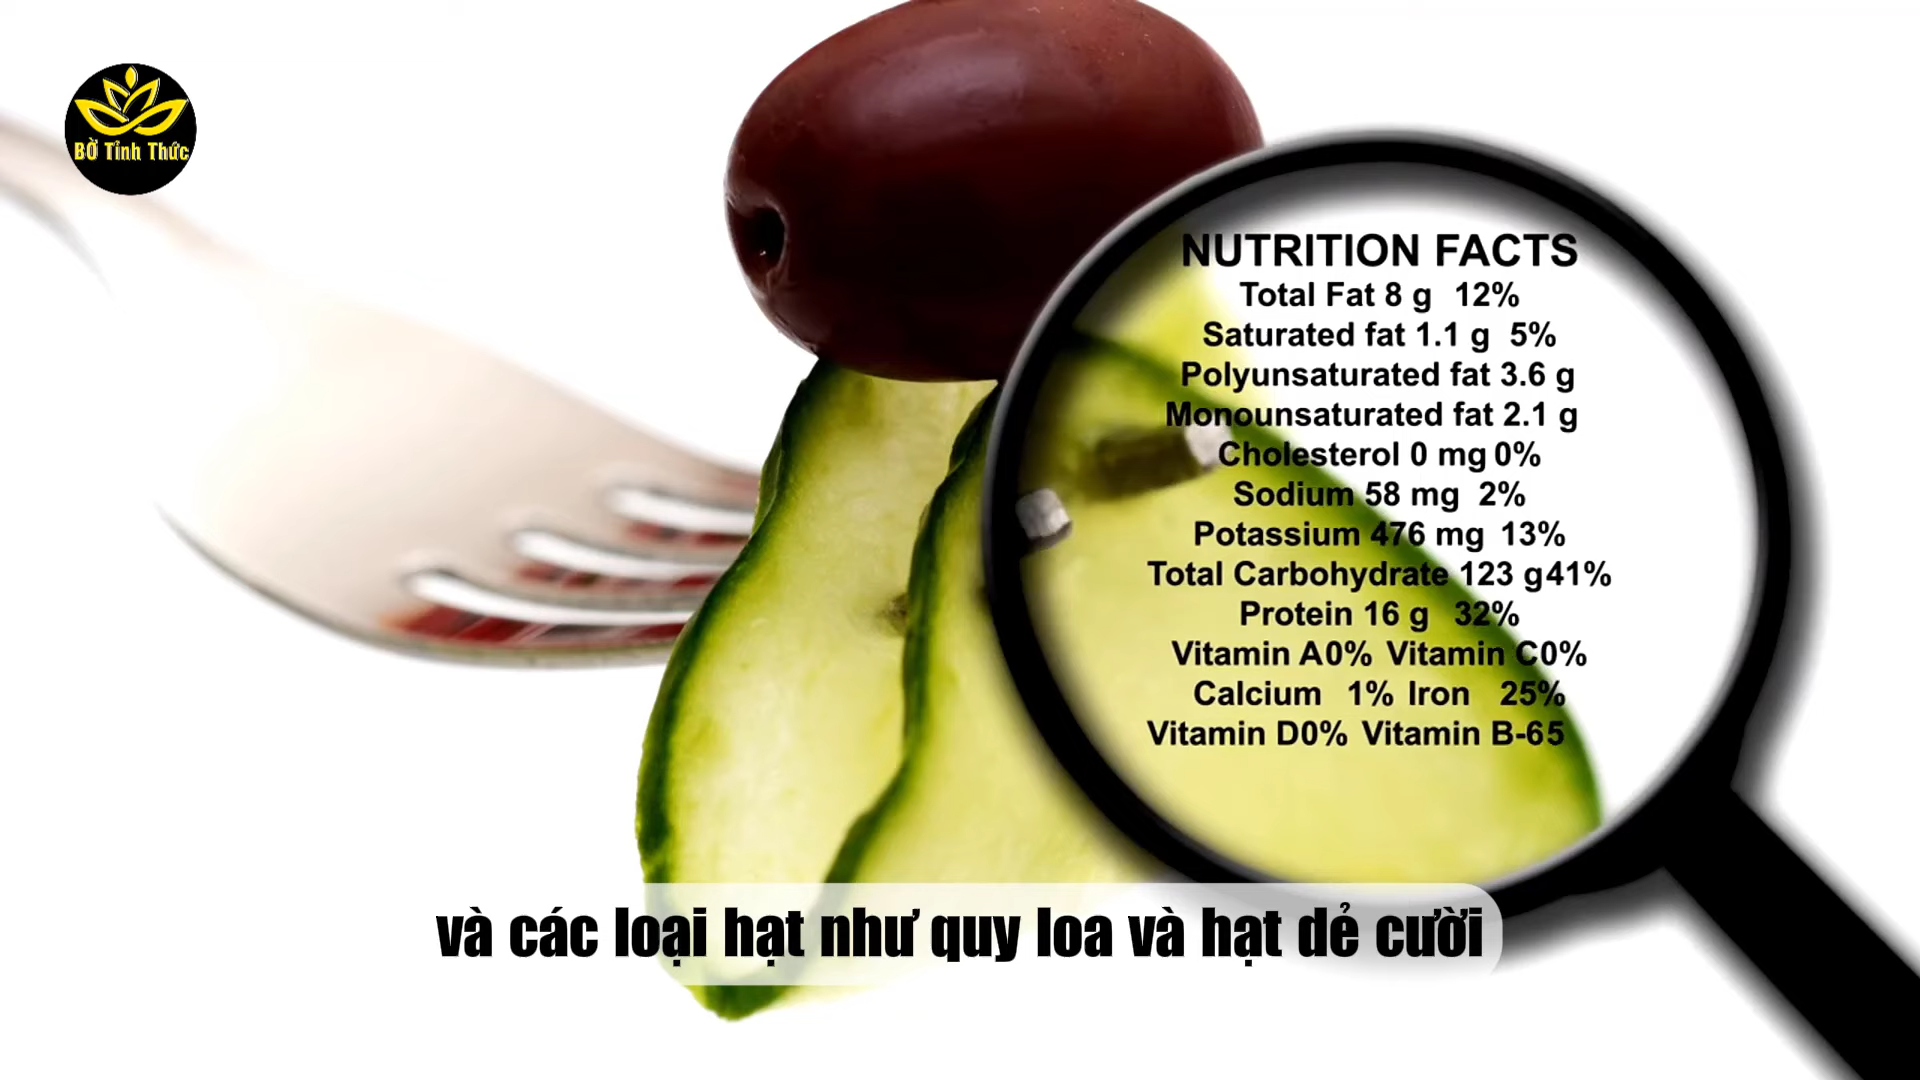 BỜ Tỉnh Thức
NUTRITION FACTS
Total Fat 8 g 12%
Saturated fat 1.1 g 5%
Polyunsaturated fat 3.6 g
Monounsaturated fat 2.1 g
Cholesterol 0 mg 0%
Sodium 58 mg 2%
Potassium 476 mg 13%
Total Carbohydrate 123 g41%
Protein 16 g 32%
Vitamin A0% Vitamin C0%
Calcium 1% Iron 25%
Vitamin D0% Vitamin B-65
và các loại hạt như quy loa và hạt dẻ cười